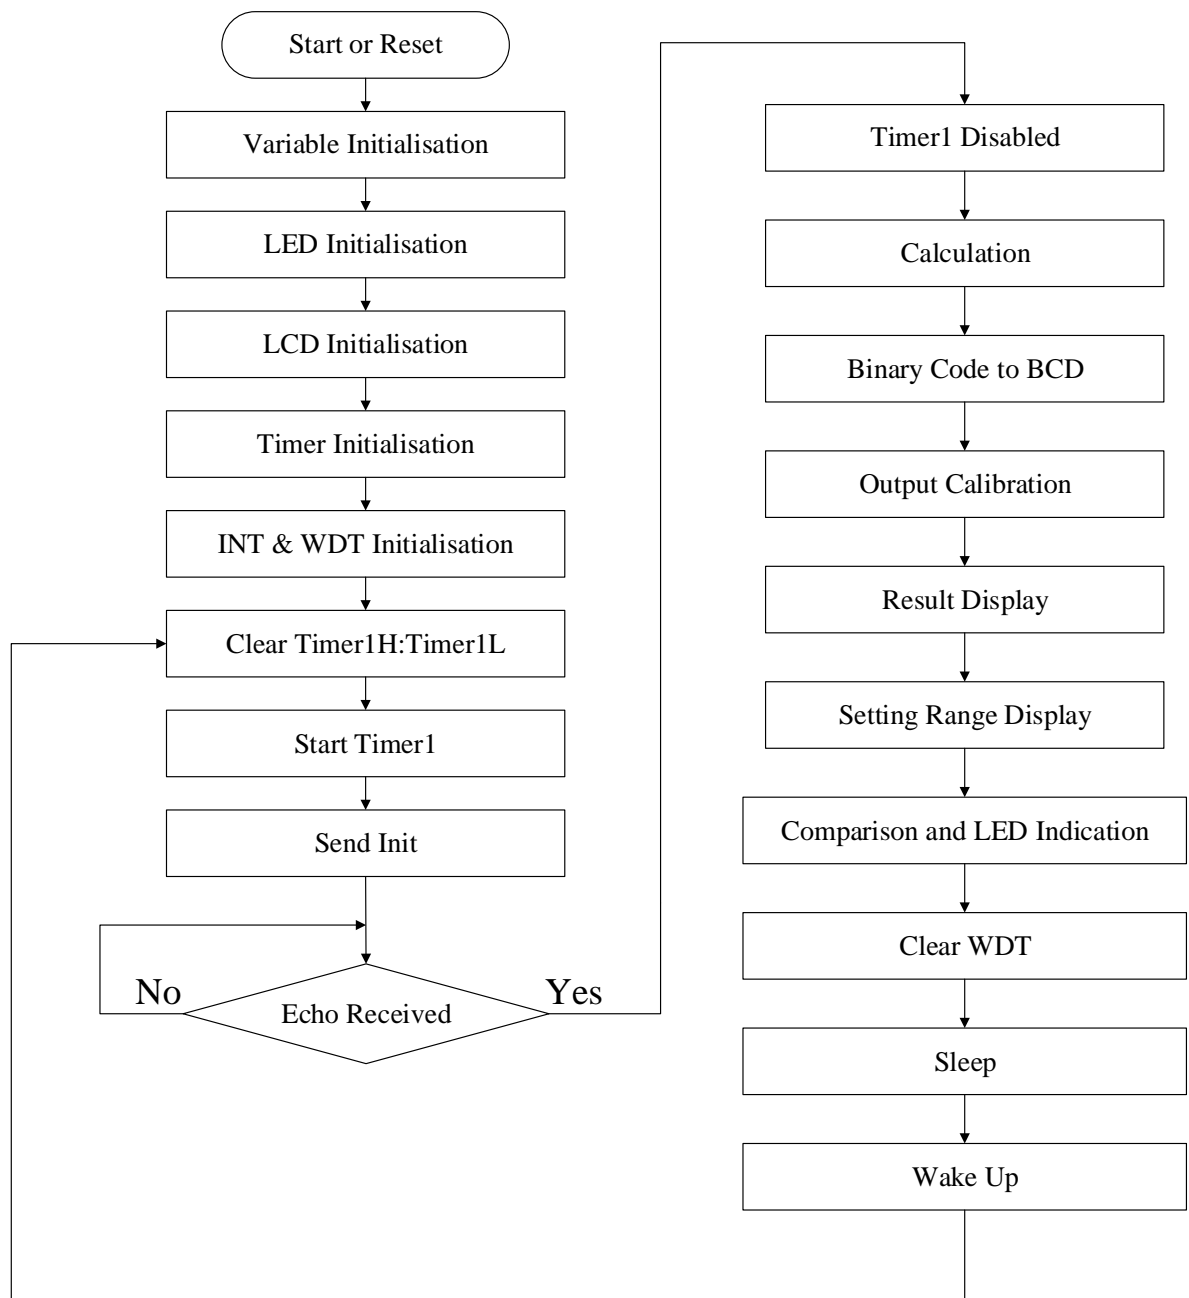 Start or Reset
Variable Initialisation
LED Initialisation
LCD Initialisation
Timer Initialisation
INT & WDT Initialisation
Clear Timer1H:Timer1L
Start Timer1
Send Init
Echo Received
No
Yes
Timer1 Disabled
Calculation
Binary Code to BCD
Output Calibration
Result Display
Setting Range Display
Comparison and LED Indication
Clear WDT
Sleep
Wake Up